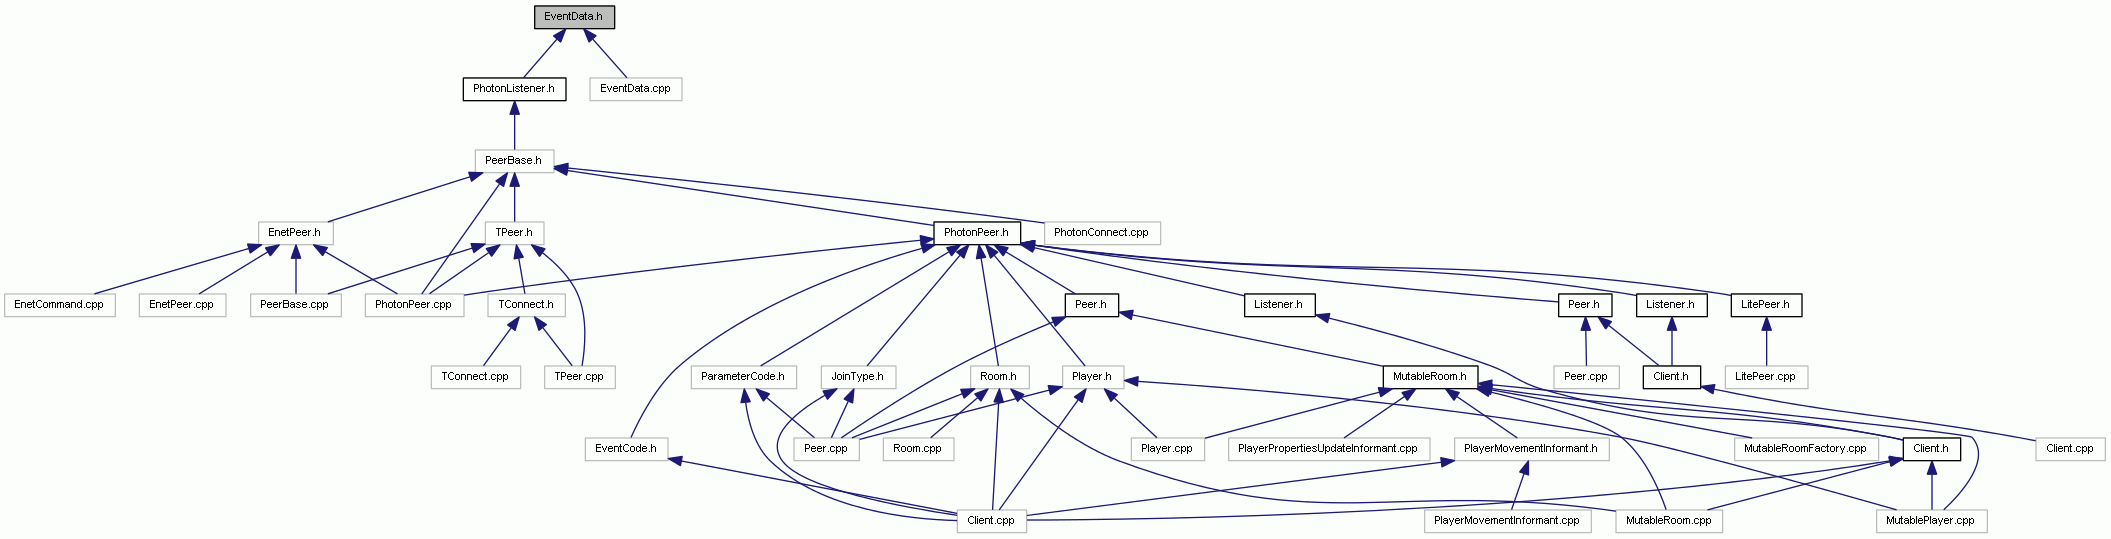 EventData.h
PhotonListener.h
EventData.cpp
PeerBase.h
EnetPeer.h
TPeer.h
PhotonPeer.h
PhotonConnect.cpp
EnetCommand.cpp
EnetPeer.cpp
PeerBase.cpp
PhotonPeer.cpp
TConnect.h
Peer.h
Listener.h
Peer.h
Listener.h
LitePeer.h
TConnect.cpp
TPeer.cpp
ParameterCode.h
JoinType.h
Room.h
Player.h
MutableRoom.h
Peer.cpp
Client.h
LitePeer.cpp
EventCode.h
Peer.cpp
Room.cpp
Player.cpp
PlayerPropertiesUpdateInformant.cpp
PlayerMovementInformant.h
MutableRoomFactory.cpp
Client.h
Client.cpp
Client.cpp
PlayerMovementInformant.cpp
MutableRoom.cpp
MutablePlayer.cpp